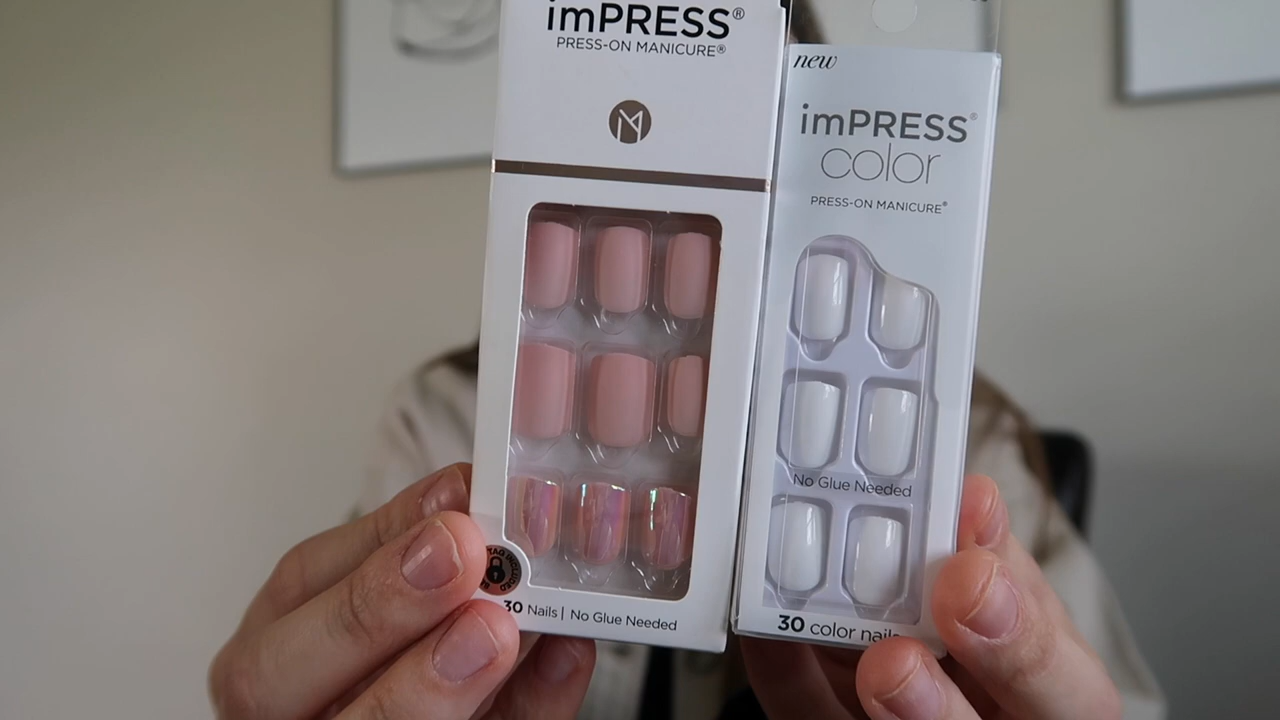 imPRESS®
PRESS-ON MANICURE®
30 Nails | No Glue Needed
new
imPRESS®
color
PRESS-ON MANICURE®
No Glue Needed
30 color nails